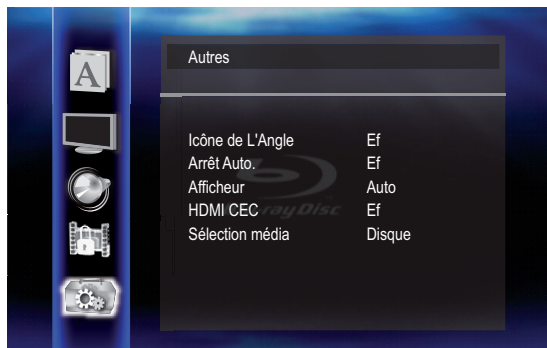 A
Autres
Icône de L'Angle Ef
Arrêt Auto. Ef
Afficheur Auto
HDMI CEC Ef
Sélection média Disque